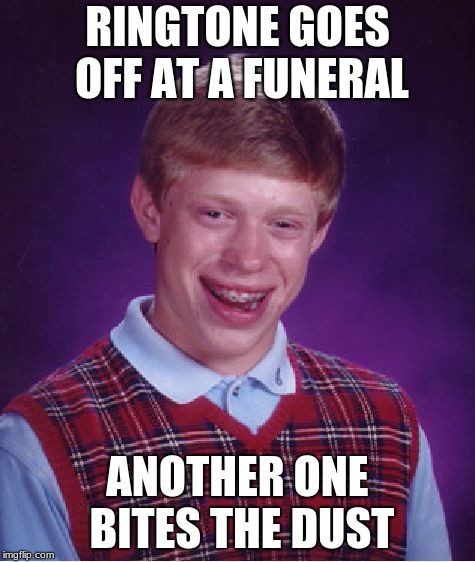 RINGTONE GOES
OFF AT A FUNERAL
ANOTHER ONE
BITES THE DUST
imgflip.com